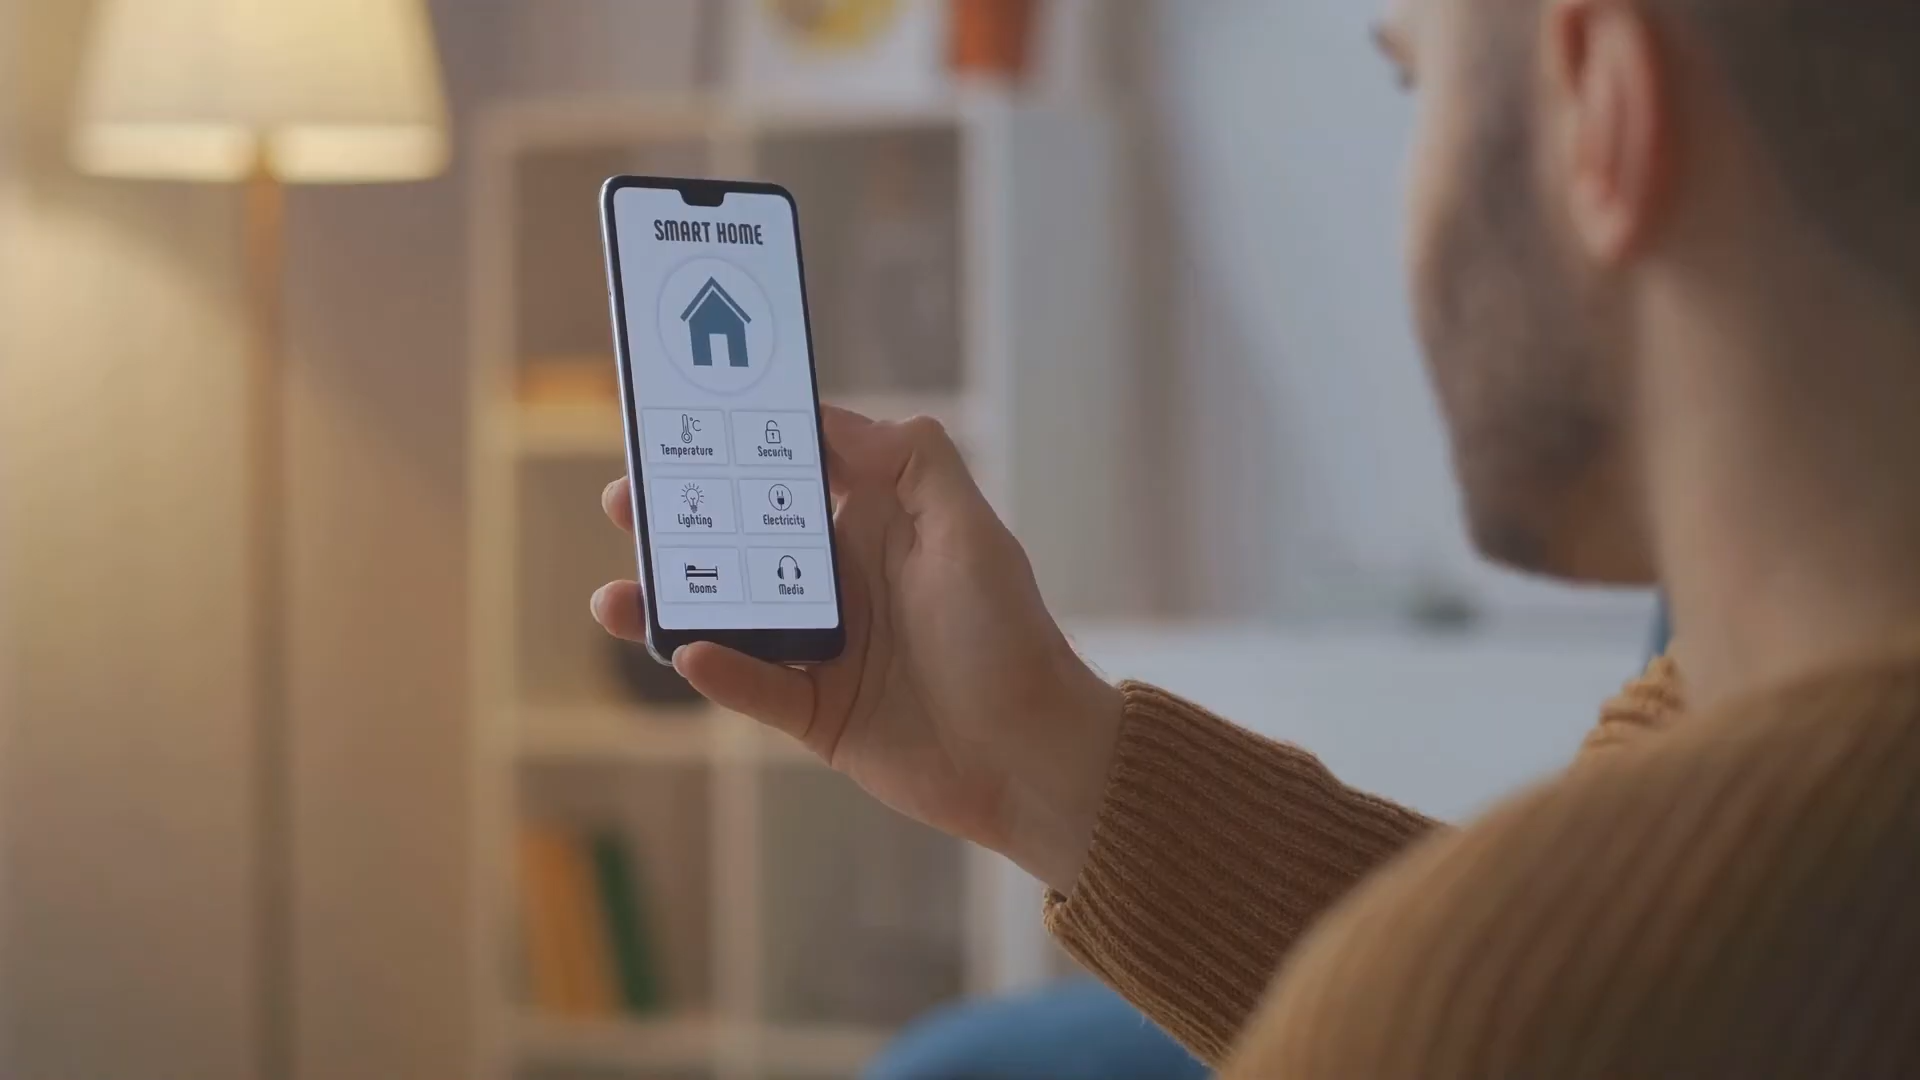 SMART HOME
°C
Temperature
Security
Lighting
Electricity
Rooms
Media